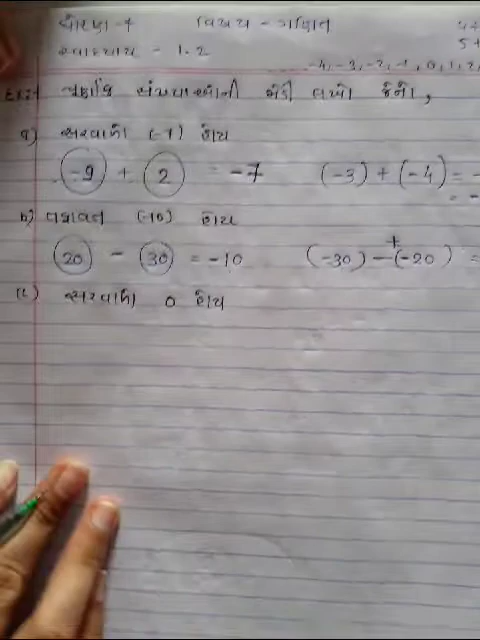 ધોરણ - 7 વિષય - ગણિત
સ્વાધ્યાય - 1.2
-4, -3, -2, -1, 0, 1, 2,
પૂર્ણાંક સંખ્યાઓની જોડી લખો જેનો,
a) સરવાળો (-7) હોય
-9 + 2 = -7 (-3) + (-4) =
b) તફાવત (-10) હોય
20 - 30 = -10 (-30) - (-20) =
(c) સરવાળો 0 હોય